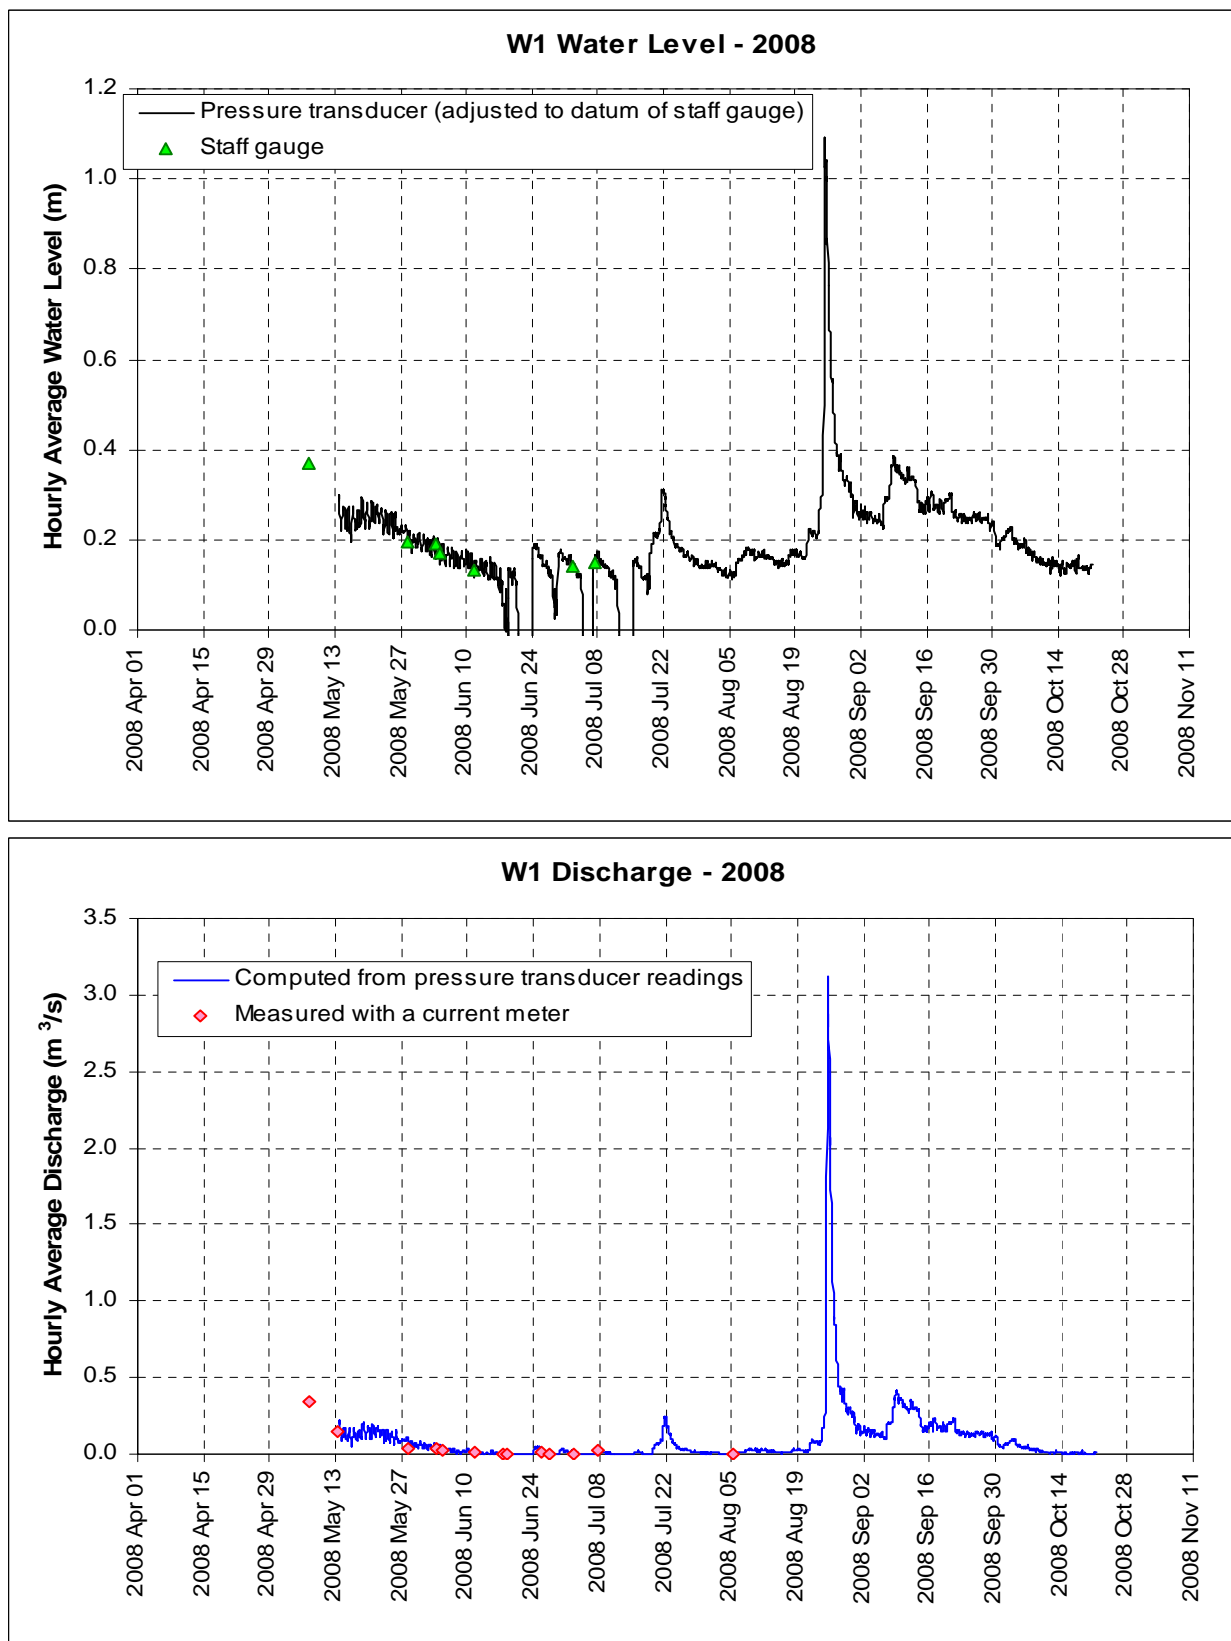 W1 Water Level - 2008
Hourly Average Water Level (m)
1.2
1.0
0.8
0.6
0.4
0.2
0.0
Pressure transducer (adjusted to datum of staff gauge)
Staff gauge
2008 Apr 01
2008 Apr 15
2008 Apr 29
2008 May 13
2008 May 27
2008 Jun 10
2008 Jun 24
2008 Jul 08
2008 Jul 22
2008 Aug 05
2008 Aug 19
2008 Sep 02
2008 Sep 16
2008 Sep 30
2008 Oct 14
2008 Oct 28
2008 Nov 11
W1 Discharge - 2008
Hourly Average Discharge (m ³/s)
3.5
3.0
2.5
2.0
1.5
1.0
0.5
0.0
Computed from pressure transducer readings
Measured with a current meter
2008 Apr 01
2008 Apr 15
2008 Apr 29
2008 May 13
2008 May 27
2008 Jun 10
2008 Jun 24
2008 Jul 08
2008 Jul 22
2008 Aug 05
2008 Aug 19
2008 Sep 02
2008 Sep 16
2008 Sep 30
2008 Oct 14
2008 Oct 28
2008 Nov 11